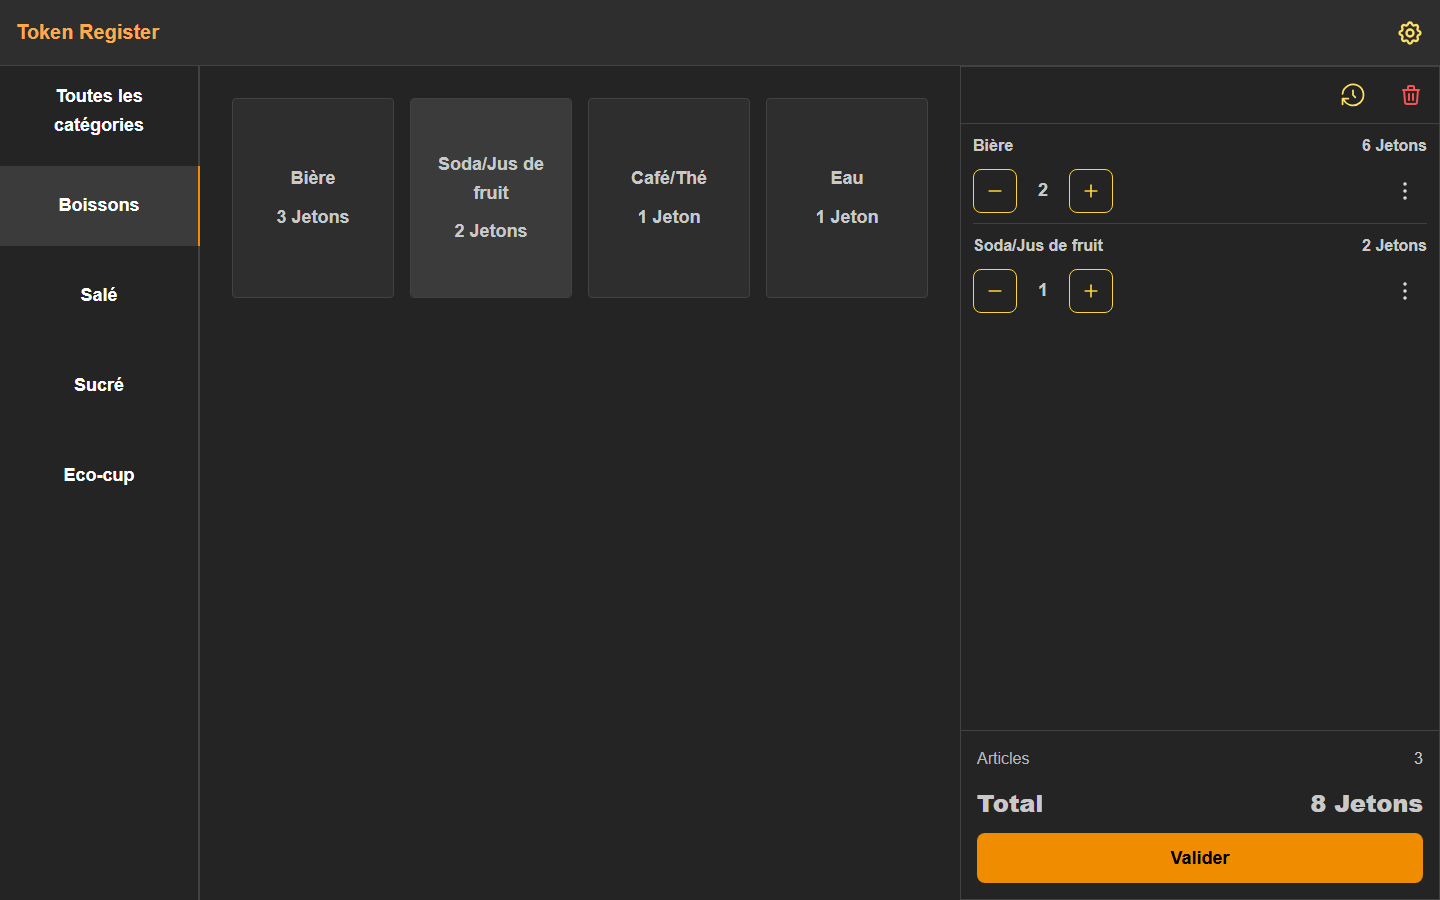 Token Register
Toutes les
catégories
Boissons
Salé
Sucré
Eco-cup
Bière
3 Jetons
Soda/Jus de
fruit
2 Jetons
Café/Thé
1 Jeton
Eau
1 Jeton
Bière 6 Jetons
2
Soda/Jus de fruit 2 Jetons
1
Articles 3
Total 8 Jetons
Valider